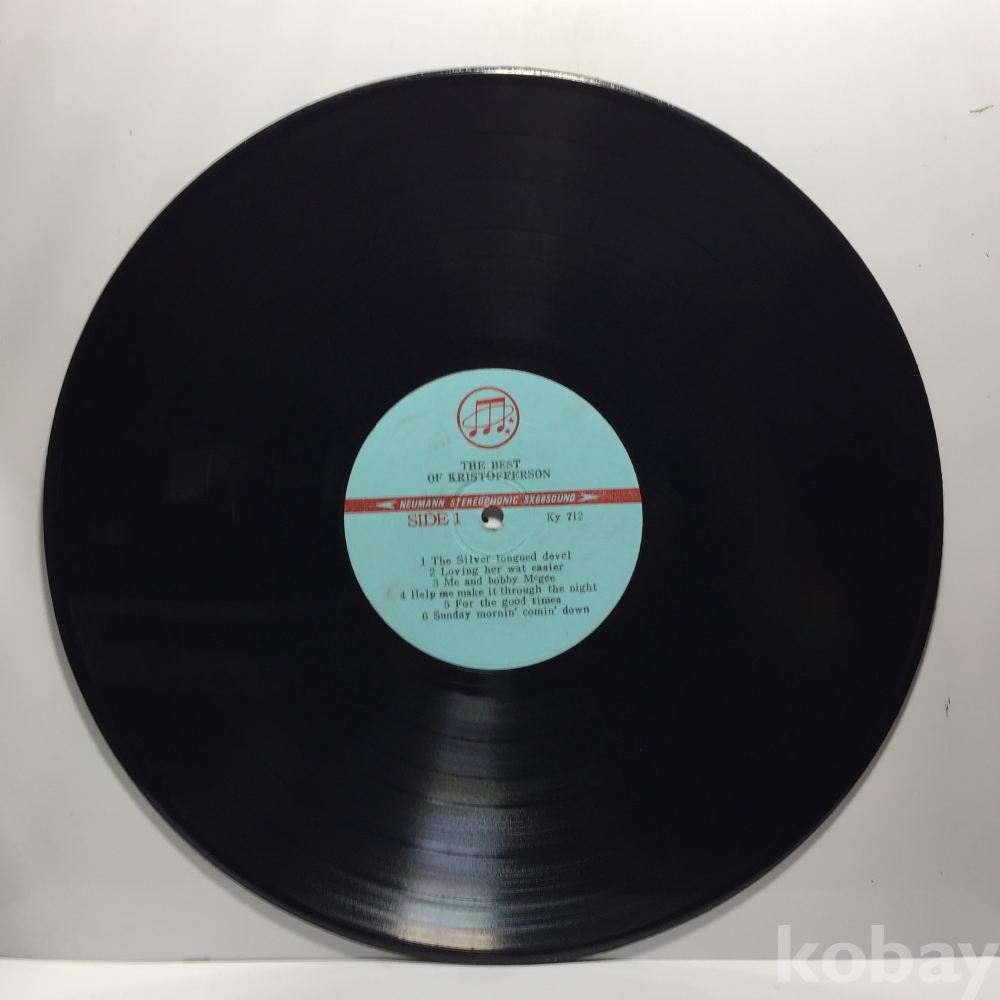 THE BEST
OF KRISTOFFERSON
NEUMANN STEREOPHONIC SX68SOUND
SIDE 1 Ky 712
1 The Silver tongued devel
2 Loving her wat easier
3 Me and bobby McGee
4 Help me make it through the night
5 For the good times
6 Sunday mornin' comin' down
kobay